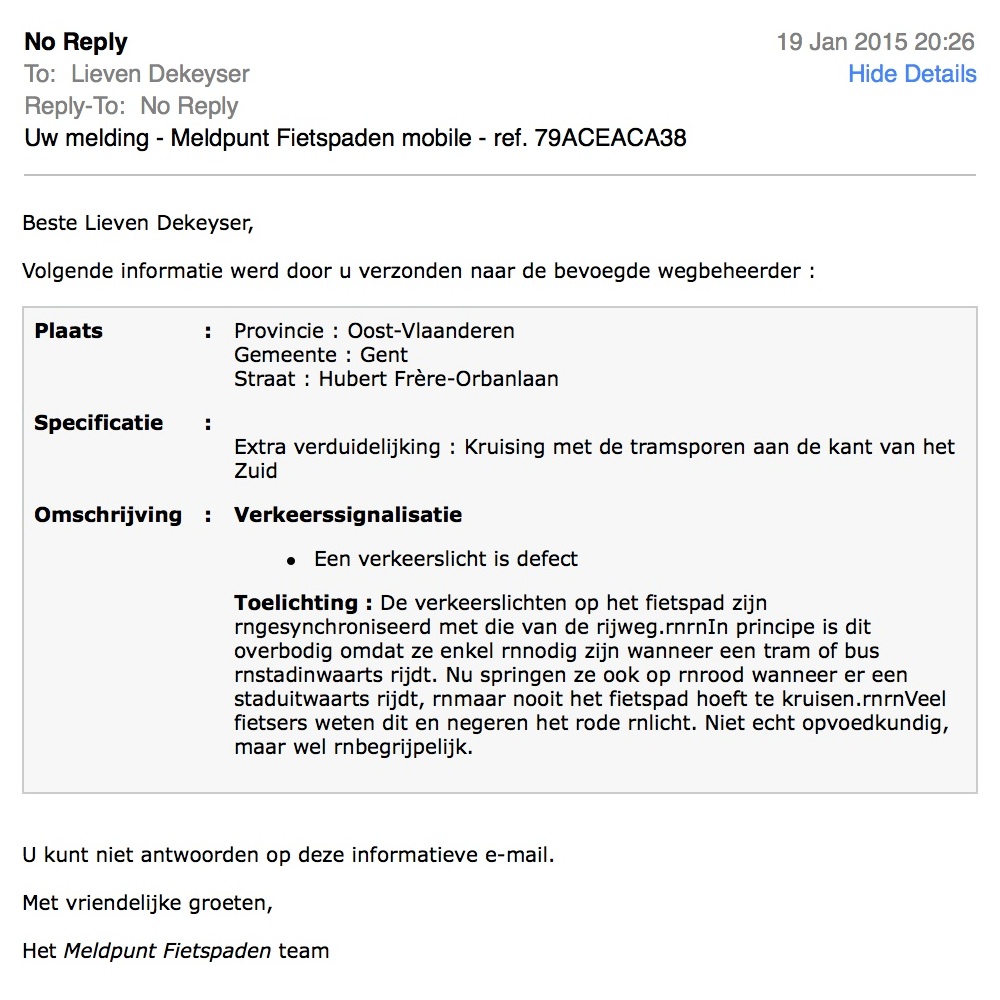 No Reply
19 Jan 2015 20:26
To: Lieven Dekeyser
Hide Details
Reply-To: No Reply
Uw melding - Meldpunt Fietspaden mobile - ref. 79ACEACA38
Beste Lieven Dekeyser,
Volgende informatie werd door u verzonden naar de bevoegde wegbeheerder :
Plaats : Provincie : Oost-Vlaanderen
Gemeente : Gent
Straat : Hubert Frère-Orbanlaan
Specificatie :
Extra verduidelijking : Kruising met de tramsporen aan de kant van het
Zuid
Omschrijving : Verkeerssignalisatie
• Een verkeerslicht is defect
Toelichting : De verkeerslichten op het fietspad zijn
rngesynchroniseerd met die van de rijweg.rnrnIn principe is dit
overbodig omdat ze enkel rnnodig zijn wanneer een tram of bus
rnstadinwaarts rijdt. Nu springen ze ook op rnrood wanneer er een
staduitwaarts rijdt, rnmaar nooit het fietspad hoeft te kruisen.rnrnVeel
fietsers weten dit en negeren het rode rnlicht. Niet echt opvoedkundig,
maar wel rnbegrijpelijk.
U kunt niet antwoorden op deze informatieve e-mail.
Met vriendelijke groeten,
Het Meldpunt Fietspaden team